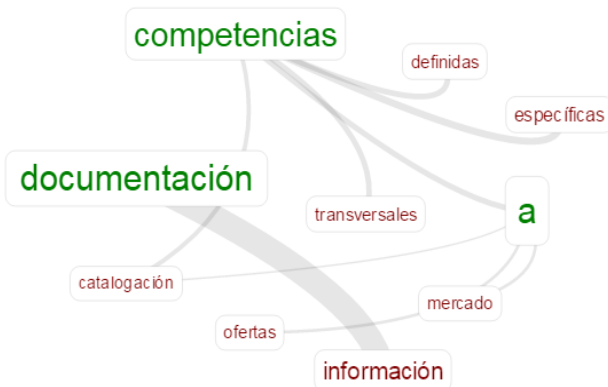 competencias
definidas
específicas
documentación
transversales
a
catalogación
mercado
ofertas
información